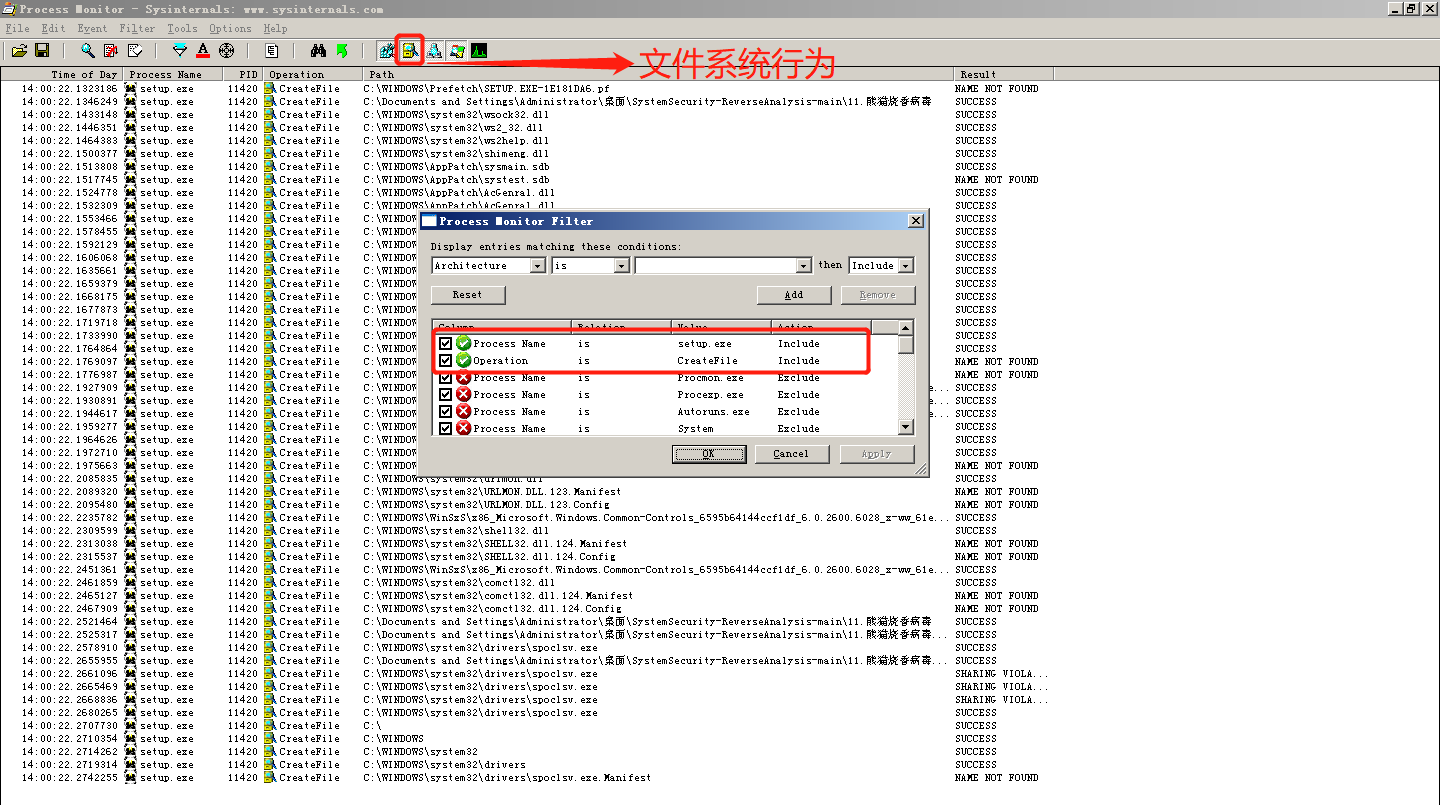 Process Monitor - Sysinternals: www.sysinternals.com
File Edit Event Filter Tools Options Help
文件系统行为
Time of Day Process Name PID Operation Path Result
14:00:22.1323186 setup.exe 11420 CreateFile C:\WINDOWS\Prefetch\SETUP.EXE-1E181DA6.pf NAME NOT FOUND
14:00:22.1346249 setup.exe 11420 CreateFile C:\Documents and Settings\Administrator\桌面\SystemSecurity-ReverseAnalysis-main\11.熊猫烧香病毒 SUCCESS
14:00:22.1433148 setup.exe 11420 CreateFile C:\WINDOWS\system32\wsock32.dll SUCCESS
14:00:22.1446351 setup.exe 11420 CreateFile C:\WINDOWS\system32\ws2_32.dll SUCCESS
14:00:22.1464383 setup.exe 11420 CreateFile C:\WINDOWS\system32\ws2help.dll SUCCESS
14:00:22.1500377 setup.exe 11420 CreateFile C:\WINDOWS\system32\shimeng.dll SUCCESS
14:00:22.1513808 setup.exe 11420 CreateFile C:\WINDOWS\AppPatch\sysmain.sdb SUCCESS
14:00:22.1517745 setup.exe 11420 CreateFile C:\WINDOWS\AppPatch\systest.sdb NAME NOT FOUND
14:00:22.1524778 setup.exe 11420 CreateFile C:\WINDOWS\AppPatch\AcGenral.dll SUCCESS
14:00:22.1532309 setup.exe 11420 CreateFile C:\WINDOWS\AppPatch\AcGenral.dll SUCCESS
14:00:22.1553466 setup.exe 11420 CreateFile C:\WINDOW SUCCESS
14:00:22.1578455 setup.exe 11420 CreateFile C:\WINDOW SUCCESS
14:00:22.1592129 setup.exe 11420 CreateFile C:\WINDOW SUCCESS
14:00:22.1606068 setup.exe 11420 CreateFile C:\WINDOW SUCCESS
14:00:22.1635661 setup.exe 11420 CreateFile C:\WINDOW SUCCESS
14:00:22.1659379 setup.exe 11420 CreateFile C:\WINDOW SUCCESS
14:00:22.1668175 setup.exe 11420 CreateFile C:\WINDOW SUCCESS
14:00:22.1677873 setup.exe 11420 CreateFile C:\WINDOW SUCCESS
14:00:22.1719718 setup.exe 11420 CreateFile C:\WINDOW SUCCESS
14:00:22.1733990 setup.exe 11420 CreateFile C:\WINDOW SUCCESS
14:00:22.1764864 setup.exe 11420 CreateFile C:\WINDOW SUCCESS
14:00:22.1769097 setup.exe 11420 CreateFile C:\WINDOW NAME NOT FOUND
14:00:22.1776987 setup.exe 11420 CreateFile C:\WINDOW NAME NOT FOUND
14:00:22.1927909 setup.exe 11420 CreateFile C:\WINDOW e... SUCCESS
14:00:22.1930891 setup.exe 11420 CreateFile C:\WINDOW e... SUCCESS
14:00:22.1944617 setup.exe 11420 CreateFile C:\WINDOW e... SUCCESS
14:00:22.1959277 setup.exe 11420 CreateFile C:\WINDOW SUCCESS
14:00:22.1964626 setup.exe 11420 CreateFile C:\WINDOW SUCCESS
14:00:22.1972710 setup.exe 11420 CreateFile C:\WINDOW SUCCESS
14:00:22.1975663 setup.exe 11420 CreateFile C:\WINDOW NAME NOT FOUND
14:00:22.2085835 setup.exe 11420 CreateFile C:\WINDOWS\system32\urlmon.dll SUCCESS
14:00:22.2089320 setup.exe 11420 CreateFile C:\WINDOWS\system32\URLMON.DLL.123.Manifest NAME NOT FOUND
14:00:22.2095480 setup.exe 11420 CreateFile C:\WINDOWS\system32\URLMON.DLL.123.Config NAME NOT FOUND
14:00:22.2235782 setup.exe 11420 CreateFile C:\WINDOWS\WinSxS\x86_Microsoft.Windows.Common-Controls_6595b64144ccf1df_6.0.2600.6028_x-ww_61e... SUCCESS
14:00:22.2309599 setup.exe 11420 CreateFile C:\WINDOWS\system32\shell32.dll SUCCESS
14:00:22.2313038 setup.exe 11420 CreateFile C:\WINDOWS\system32\SHELL32.dll.124.Manifest NAME NOT FOUND
14:00:22.2315537 setup.exe 11420 CreateFile C:\WINDOWS\system32\SHELL32.dll.124.Config NAME NOT FOUND
14:00:22.2451361 setup.exe 11420 CreateFile C:\WINDOWS\WinSxS\x86_Microsoft.Windows.Common-Controls_6595b64144ccf1df_6.0.2600.6028_x-ww_61e... SUCCESS
14:00:22.2461859 setup.exe 11420 CreateFile C:\WINDOWS\system32\comctl32.dll SUCCESS
14:00:22.2465127 setup.exe 11420 CreateFile C:\WINDOWS\system32\comctl32.dll.124.Manifest NAME NOT FOUND
14:00:22.2467909 setup.exe 11420 CreateFile C:\WINDOWS\system32\comctl32.dll.124.Config NAME NOT FOUND
14:00:22.2521464 setup.exe 11420 CreateFile C:\Documents and Settings\Administrator\桌面\SystemSecurity-ReverseAnalysis-main\11.熊猫烧香病毒 SUCCESS
14:00:22.2525317 setup.exe 11420 CreateFile C:\Documents and Settings\Administrator\桌面\SystemSecurity-ReverseAnalysis-main\11.熊猫烧香病毒... SUCCESS
14:00:22.2578910 setup.exe 11420 CreateFile C:\WINDOWS\system32\drivers\spoclsv.exe SUCCESS
14:00:22.2655955 setup.exe 11420 CreateFile C:\Documents and Settings\Administrator\桌面\SystemSecurity-ReverseAnalysis-main\11.熊猫烧香病毒... SUCCESS
14:00:22.2661096 setup.exe 11420 CreateFile C:\WINDOWS\system32\drivers\spoclsv.exe SHARING VIOLA...
14:00:22.2665469 setup.exe 11420 CreateFile C:\WINDOWS\system32\drivers\spoclsv.exe SHARING VIOLA...
14:00:22.2668836 setup.exe 11420 CreateFile C:\WINDOWS\system32\drivers\spoclsv.exe SHARING VIOLA...
14:00:22.2680265 setup.exe 11420 CreateFile C:\WINDOWS\system32\drivers\spoclsv.exe SUCCESS
14:00:22.2707730 setup.exe 11420 CreateFile C:\ SUCCESS
14:00:22.2710354 setup.exe 11420 CreateFile C:\WINDOWS SUCCESS
14:00:22.2714262 setup.exe 11420 CreateFile C:\WINDOWS\system32 SUCCESS
14:00:22.2719314 setup.exe 11420 CreateFile C:\WINDOWS\system32\drivers SUCCESS
14:00:22.2742255 setup.exe 11420 CreateFile C:\WINDOWS\system32\drivers\spoclsv.exe.Manifest NAME NOT FOUND
Process Monitor Filter
Display entries matching these conditions:
Architecture is then Include
Reset Add Remove
Column Relation Value Action
Process Name is setup.exe Include
Operation is CreateFile Include
Process Name is Procmon.exe Exclude
Process Name is Procexp.exe Exclude
Process Name is Autoruns.exe Exclude
Process Name is System Exclude
OK Cancel Apply